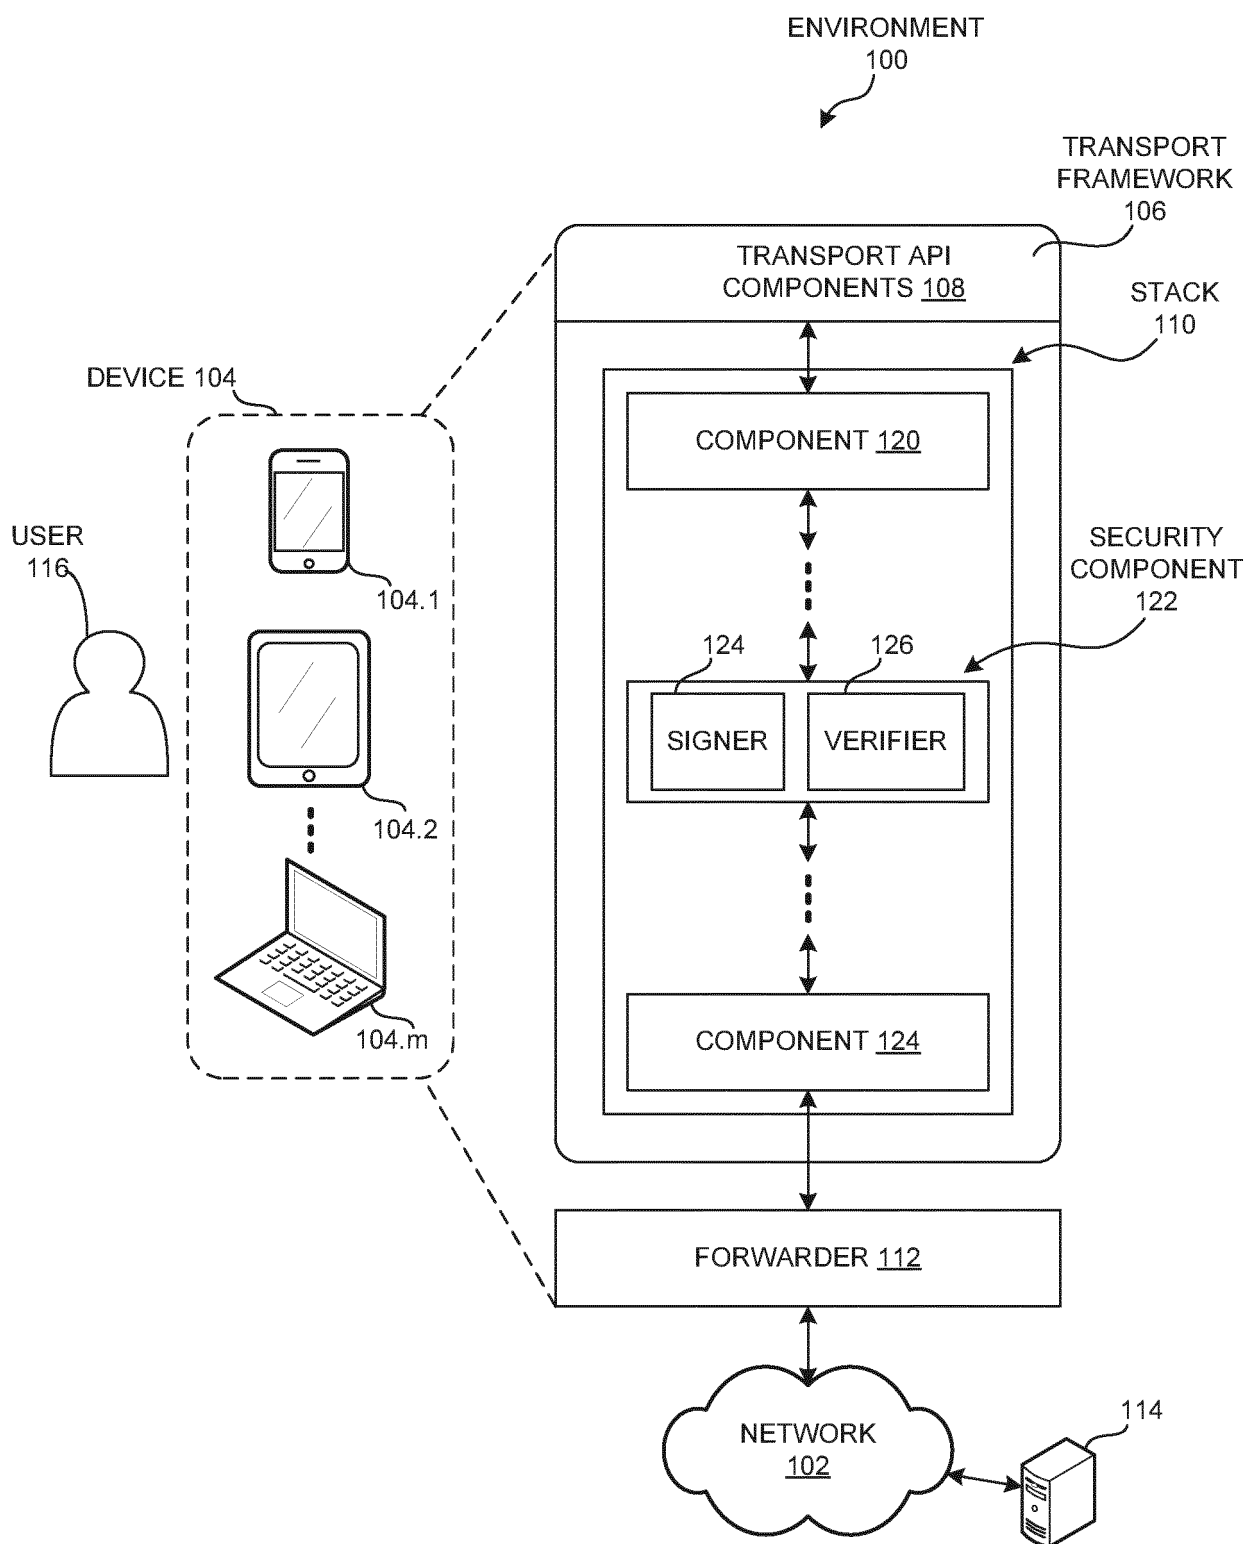 ENVIRONMENT
100
TRANSPORT
FRAMEWORK
106
TRANSPORT API
COMPONENTS 108
STACK
110
DEVICE 104
COMPONENT 120
USER
116
104.1
SECURITY
COMPONENT
122
124
126
SIGNER
VERIFIER
104.2
104.m
COMPONENT 124
FORWARDER 112
NETWORK
102
114